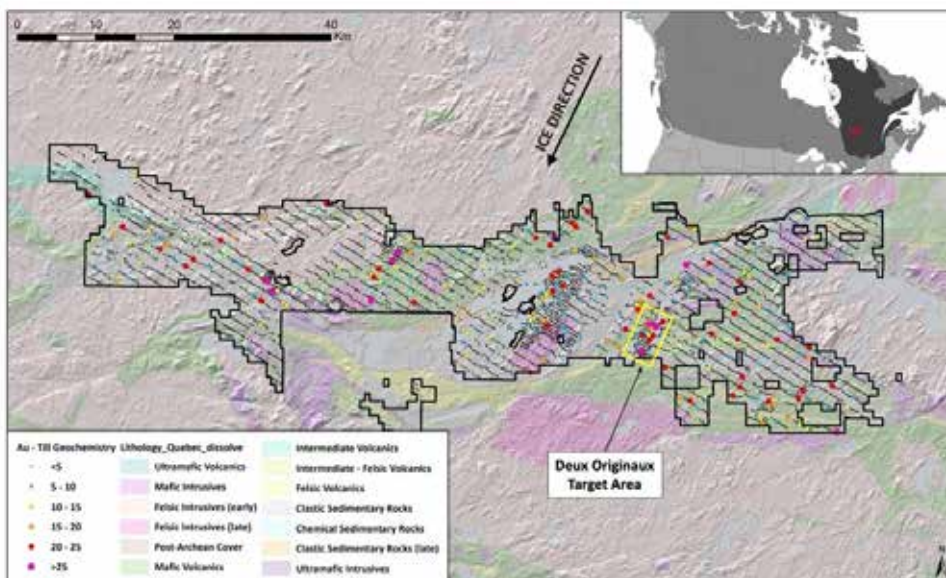 0
10
20
40
Km
ICE DIRECTION
Deux Originaux
Target Area
Au - Till Geochemistry
<5
5 - 10
10 - 15
15 - 20
20 - 25
>25
Lithology_Quebec_dissolve
Ultramafic Volcanics
Mafic Intrusives
Felsic Intrusives (early)
Felsic Intrusives (late)
Post-Archean Cover
Mafic Volcanics
Intermediate Volcanics
Intermediate - Felsic Volcanics
Felsic Volcanics
Clastic Sedimentary Rocks
Chemical Sedimentary Rocks
Clastic Sedimentary Rocks (late)
Ultramafic Intrusives